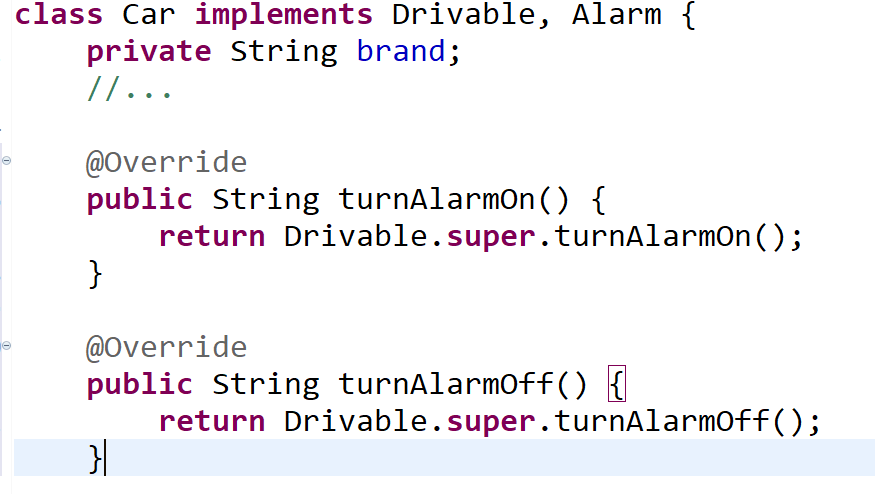 class Car implements Drivable, Alarm {
    private String brand;
    //...

    @Override
    public String turnAlarmOn() {
        return Drivable.super.turnAlarmOn();
    }

    @Override
    public String turnAlarmOff() {
        return Drivable.super.turnAlarmOff();
    }